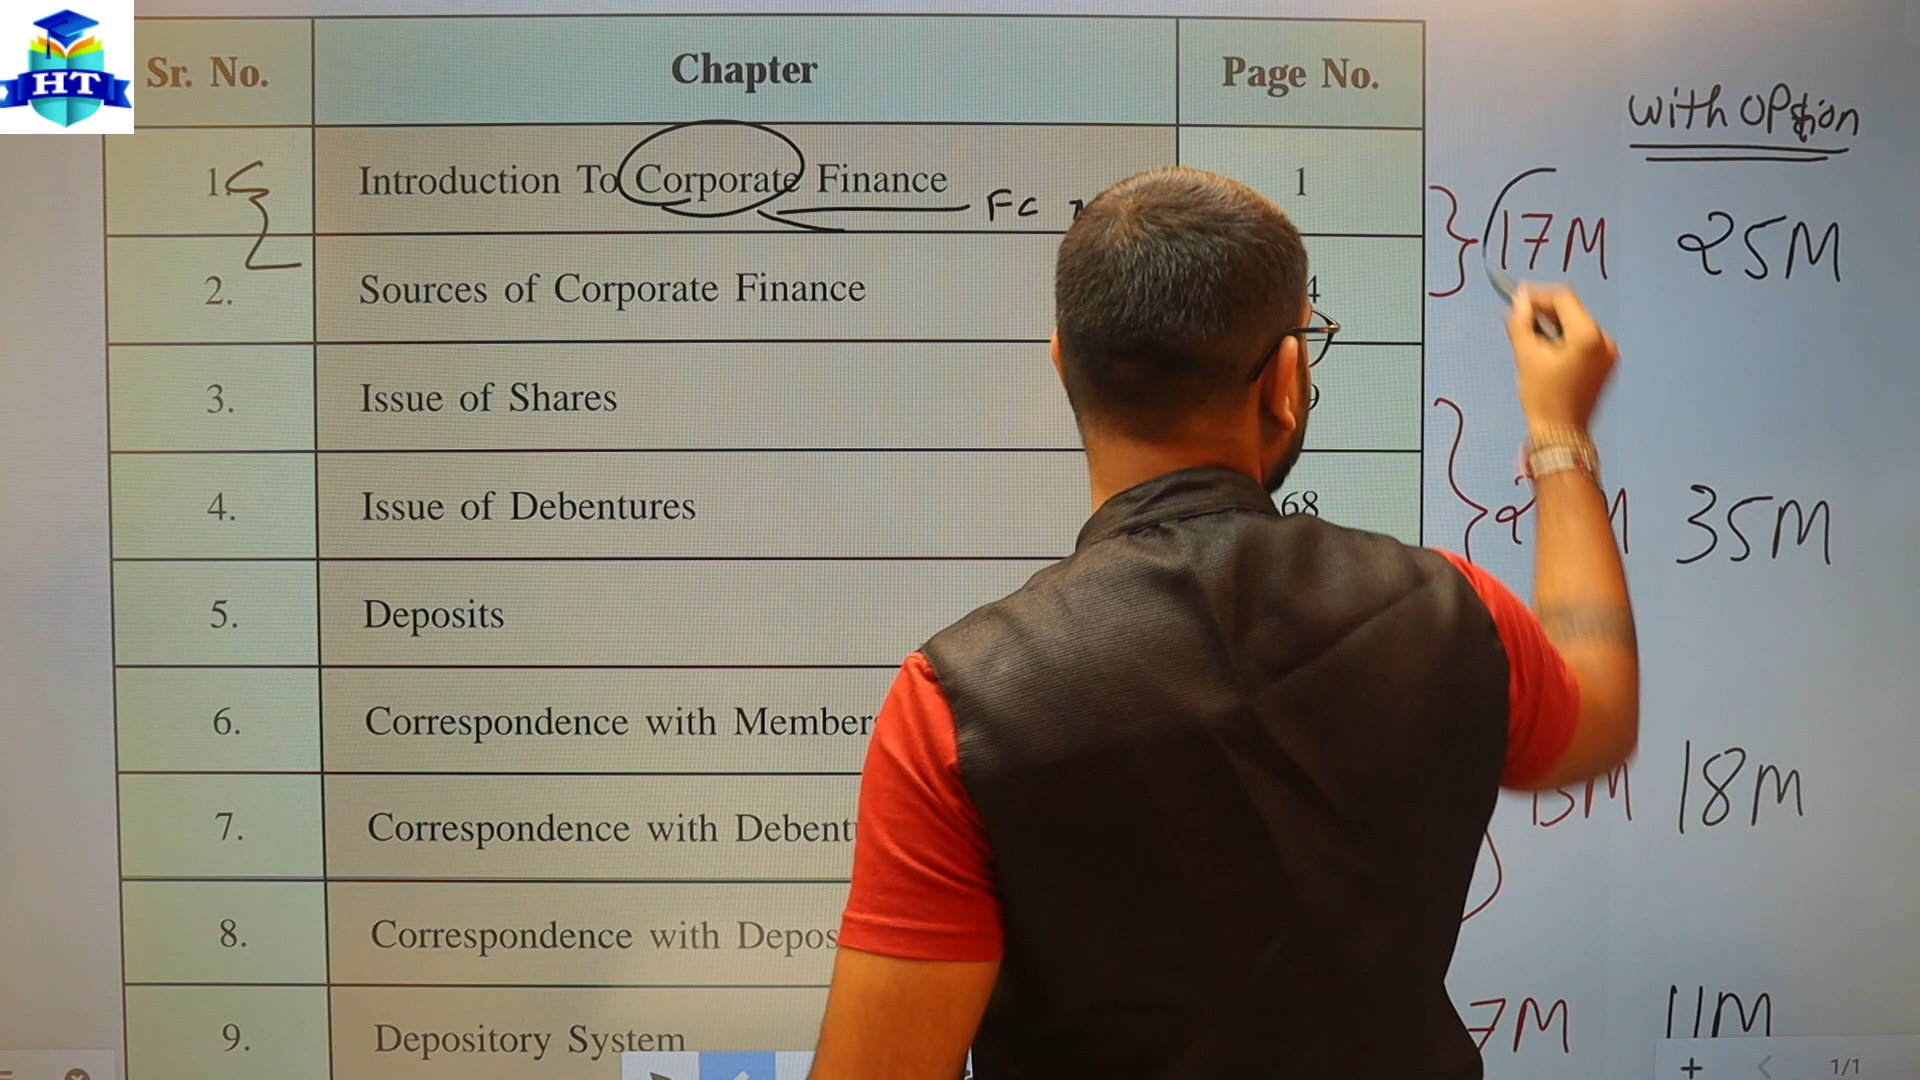 HT
Sr. No. Chapter Page No.
with option
1. Introduction To Corporate Finance 1
FC
17M 25M
2. Sources of Corporate Finance
3. Issue of Shares
4. Issue of Debentures 68
35M
5. Deposits
6. Correspondence with Member
7. Correspondence with Debent
13M 18M
8. Correspondence with Depos
9. Depository System
7M 11M
1/1